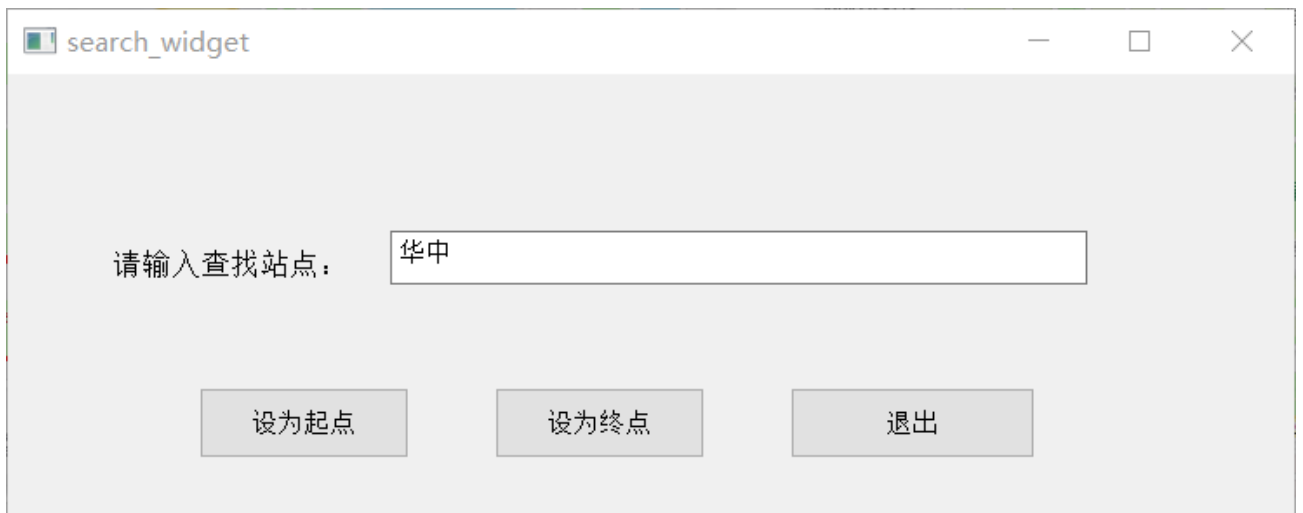 search_widget
请输入查找站点：
华中
设为起点
设为终点
退出